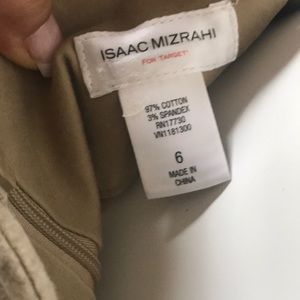 ISAAC MIZRAHI
FOR TARGET
97% COTTON
3% SPANDEX
RN17730
VN1181300
6
MADE IN
CHINA